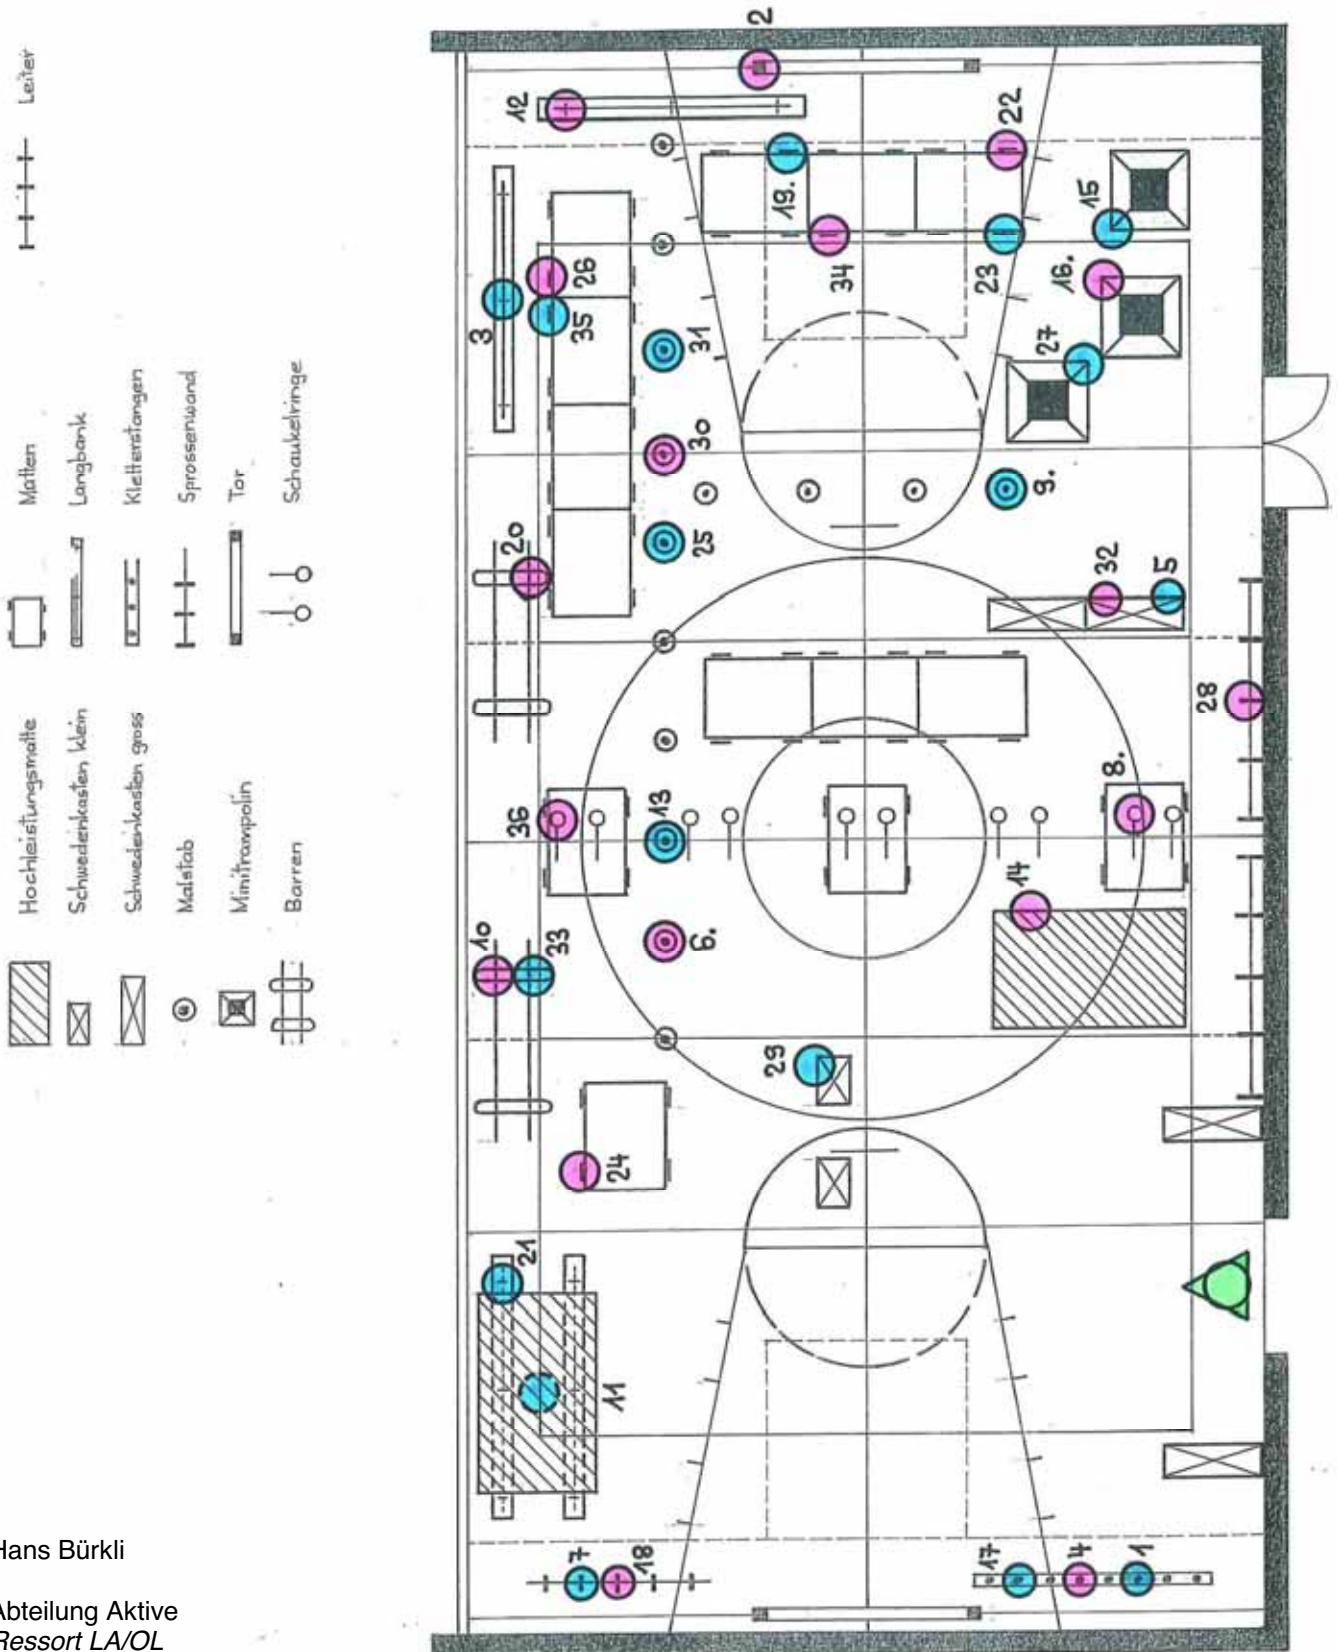 Leiter
Matten
Langbank
Kletterstangen
Sprossenwand
Tor
Schaukelringe
Hochleistungsmatte
Schwedenkasten klein
Schwedenkasten gross
Malstab
Minitrampolin
Barren
2
12
22
19.
15
34
23
16.
26
3
35
31
27
30
9.
20
25
32
5
28
36
13
8.
14
10
33
6.
29
24
21
11
7
18
17
4
1
Hans Bürkli
Abteilung Aktive
Ressort LA/OL